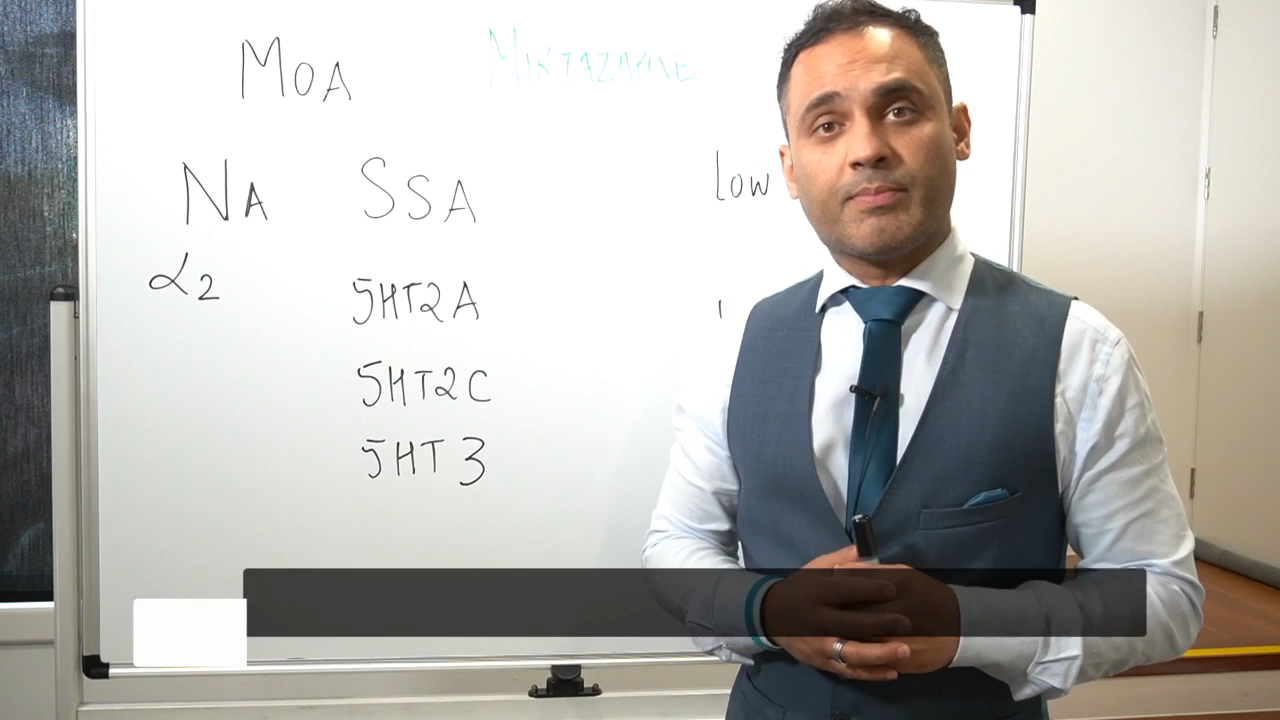 MOA MIRTAZAPINE
NA SSA low
α2
5HT2A
5HT2C
5HT3